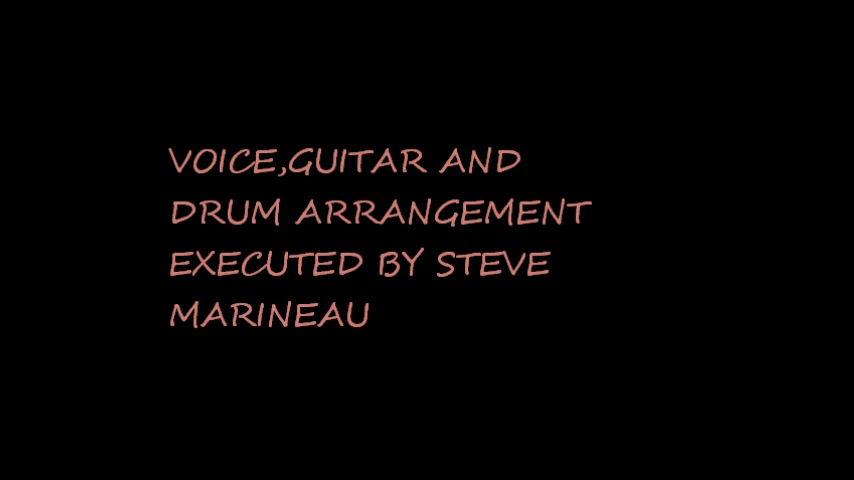 VOICE,GUITAR AND
DRUM ARRANGEMENT
EXECUTED BY STEVE
MARINEAU